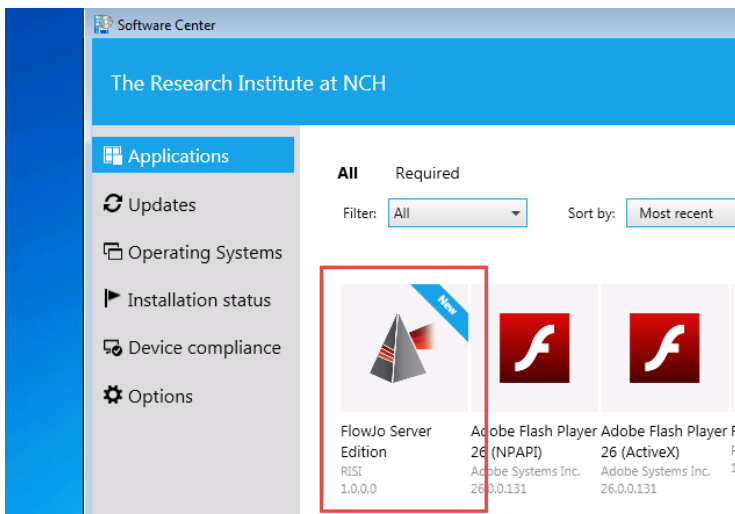 Software Center
The Research Institute at NCH
Applications
Updates
Operating Systems
Installation status
Device compliance
Options
All Required
Filter: All Sort by: Most recent
New
FlowJo Server
Edition
RISI
1.0.0.0
Adobe Flash Player
26 (NPAPI)
Adobe Systems Inc.
26.0.0.131
Adobe Flash Player
26 (ActiveX)
Adobe Systems Inc.
26.0.0.131